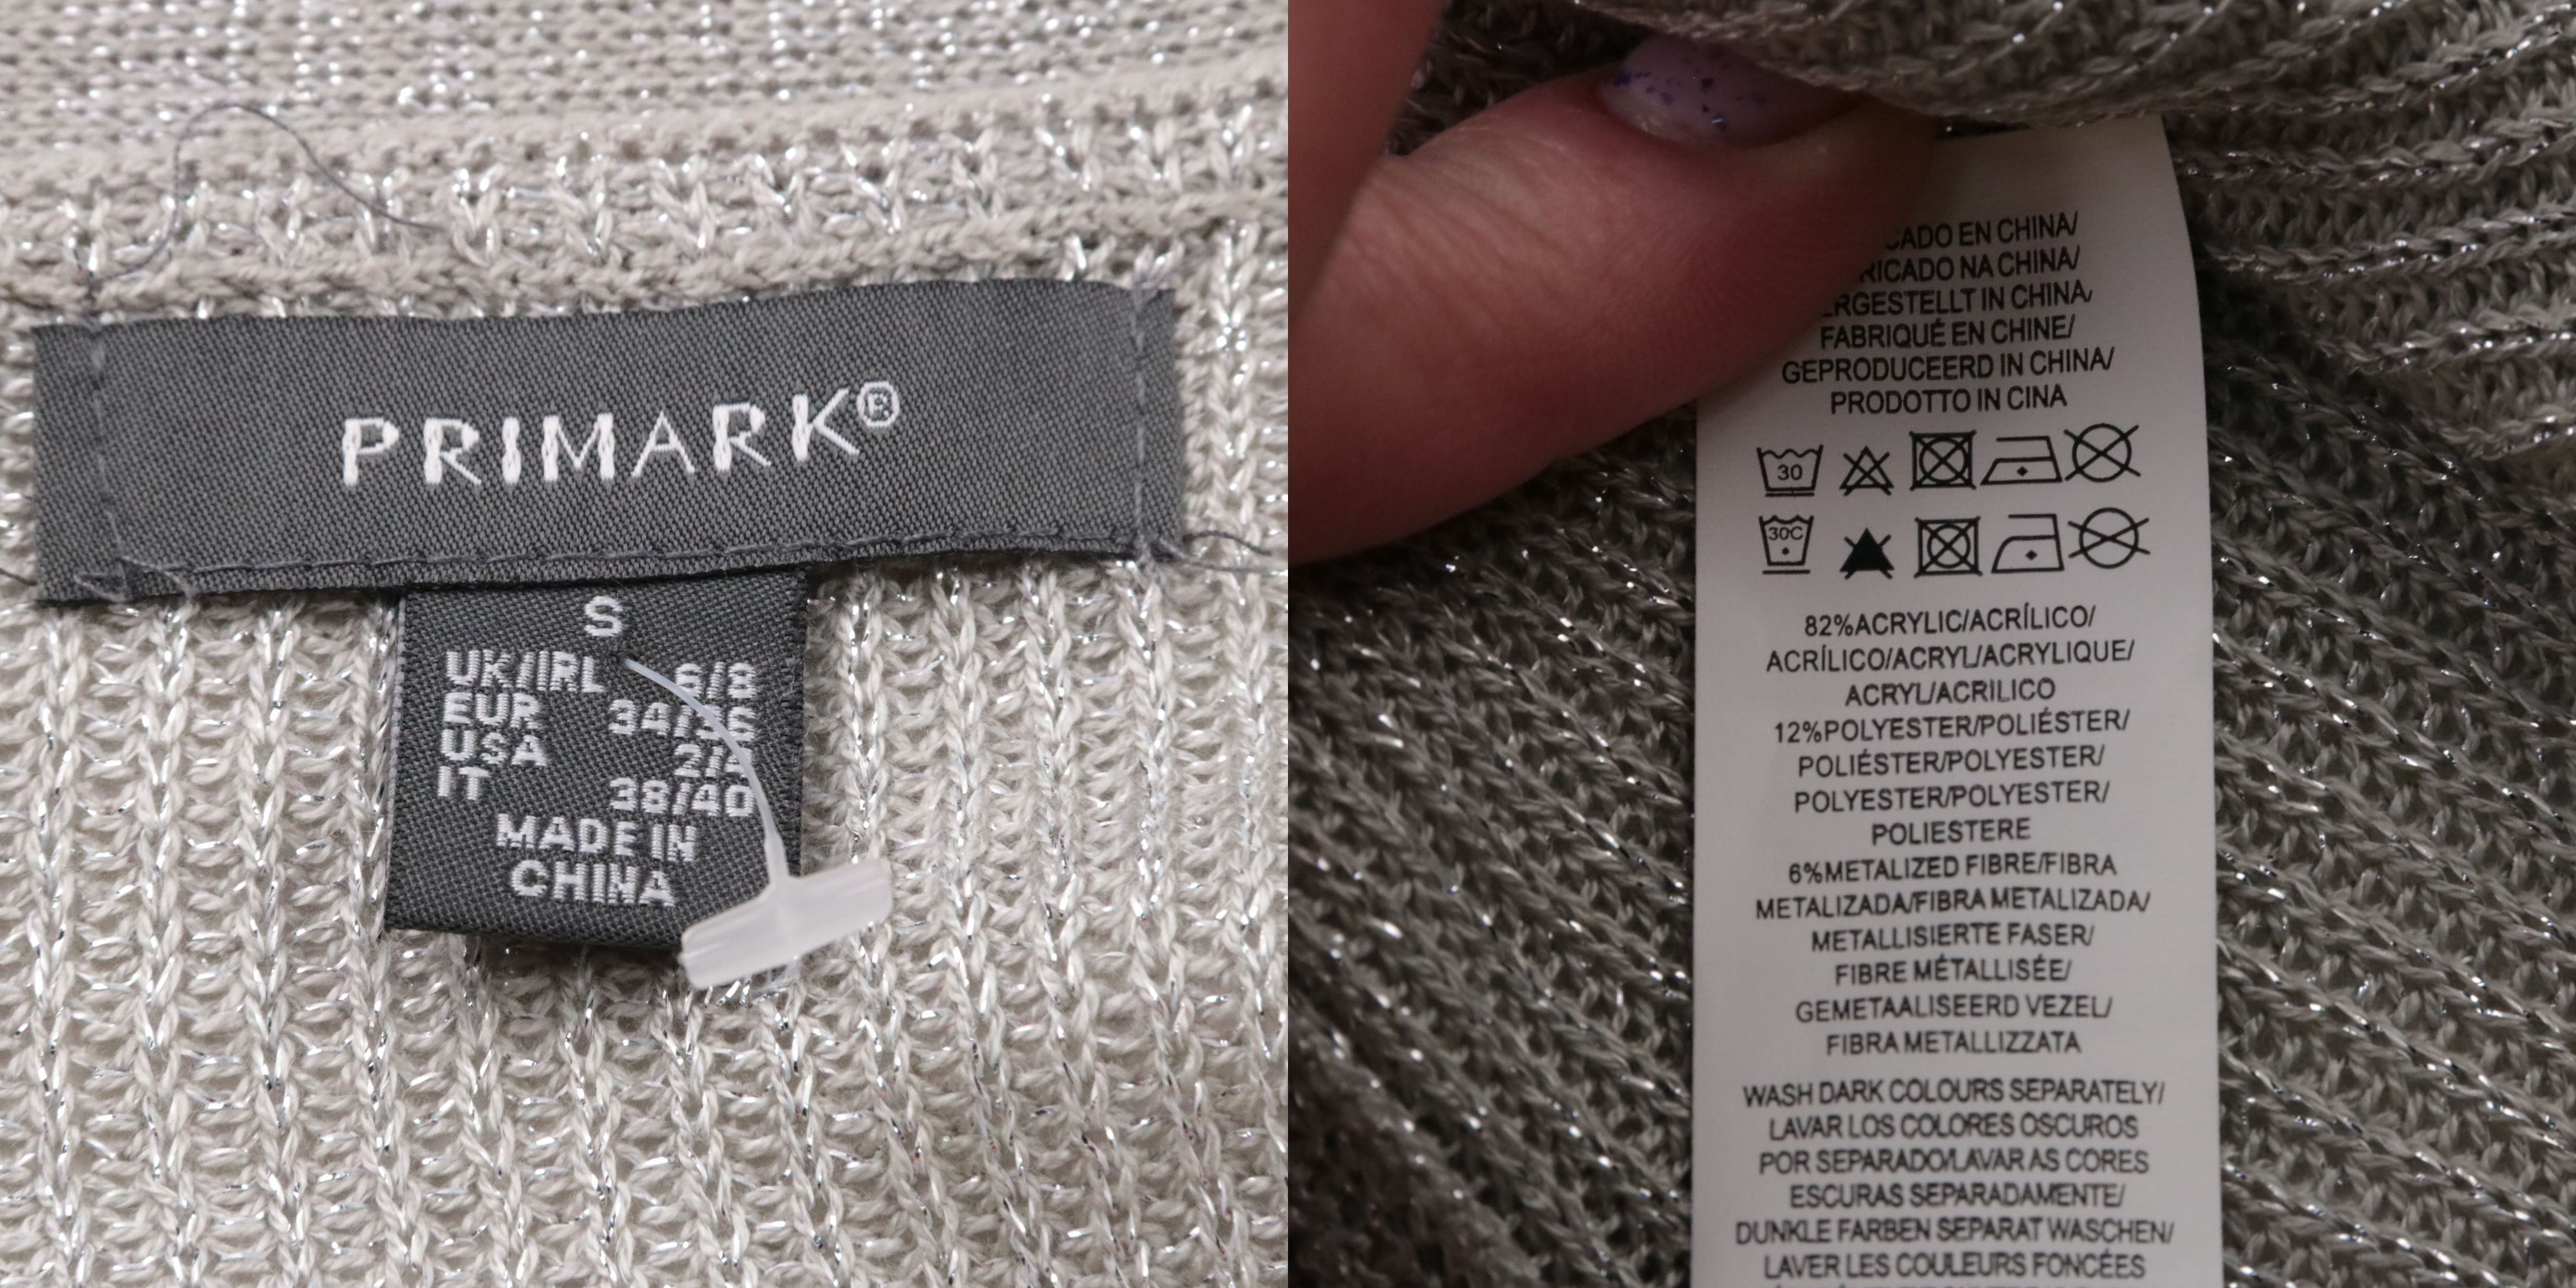 PRIMARK®
S
UK/IRL 6/8
EUR 34/36
USA 2/4
IT 38/40
MADE IN
CHINA
CADO EN CHINA/
RICADO NA CHINA/
ERGESTELLT IN CHINA/
FABRIQUÉ EN CHINE/
GEPRODUCEERD IN CHINA/
PRODOTTO IN CINA
30
30C
82%ACRYLIC/ACRÍLICO/
ACRÍLICO/ACRYL/ACRYLIQUE/
ACRYL/ACRILICO
12%POLYESTER/POLIÉSTER/
POLIÉSTER/POLYESTER/
POLYESTER/POLYESTER/
POLIESTERE
6%METALIZED FIBRE/FIBRA
METALIZADA/FIBRA METALIZADA/
METALLISIERTE FASER/
FIBRE MÉTALLISÉE/
GEMETAALISEERD VEZEL/
FIBRA METALLIZZATA
WASH DARK COLOURS SEPARATELY/
LAVAR LOS COLORES OSCUROS
POR SEPARADO/LAVAR AS CORES
ESCURAS SEPARADAMENTE/
DUNKLE FARBEN SEPARAT WASCHEN/
LAVER LES COULEURS FONCÉES